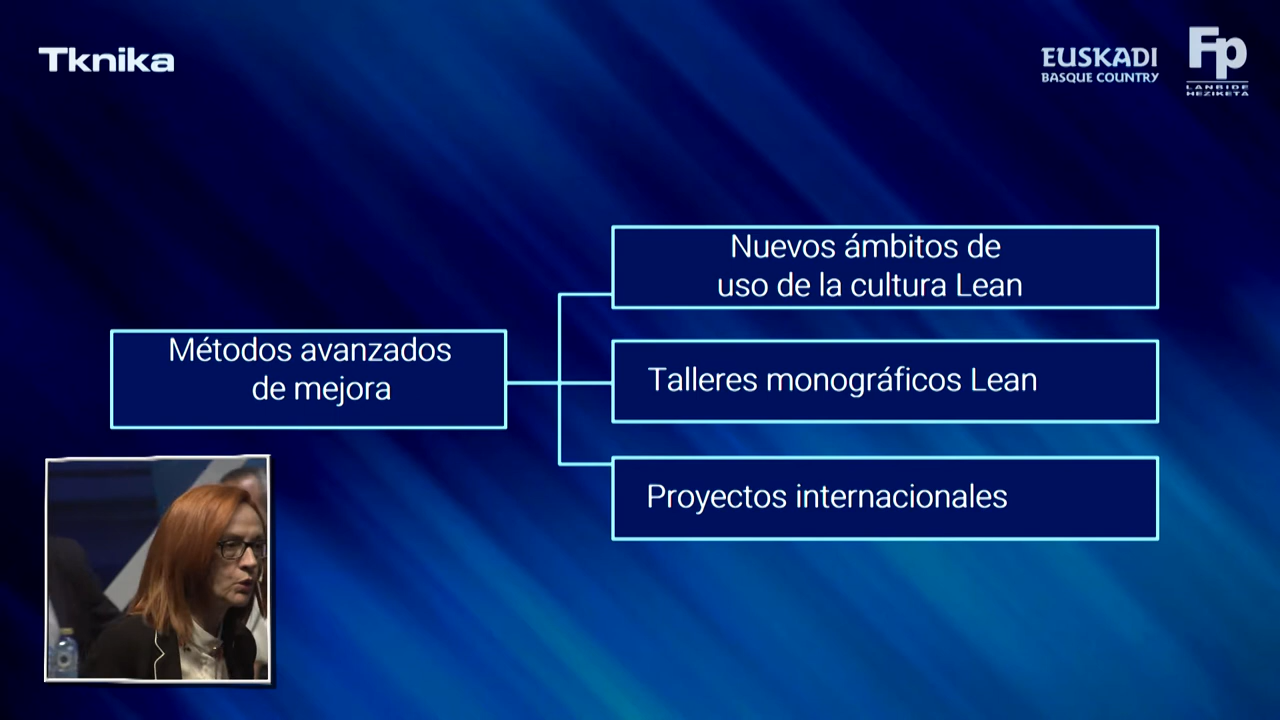 Tknika
EUSKADI
BASQUE COUNTRY
Fp
LANBIDE
HEZIKETA
Nuevos ámbitos de
uso de la cultura Lean
Métodos avanzados
de mejora
Talleres monográficos Lean
Proyectos internacionales